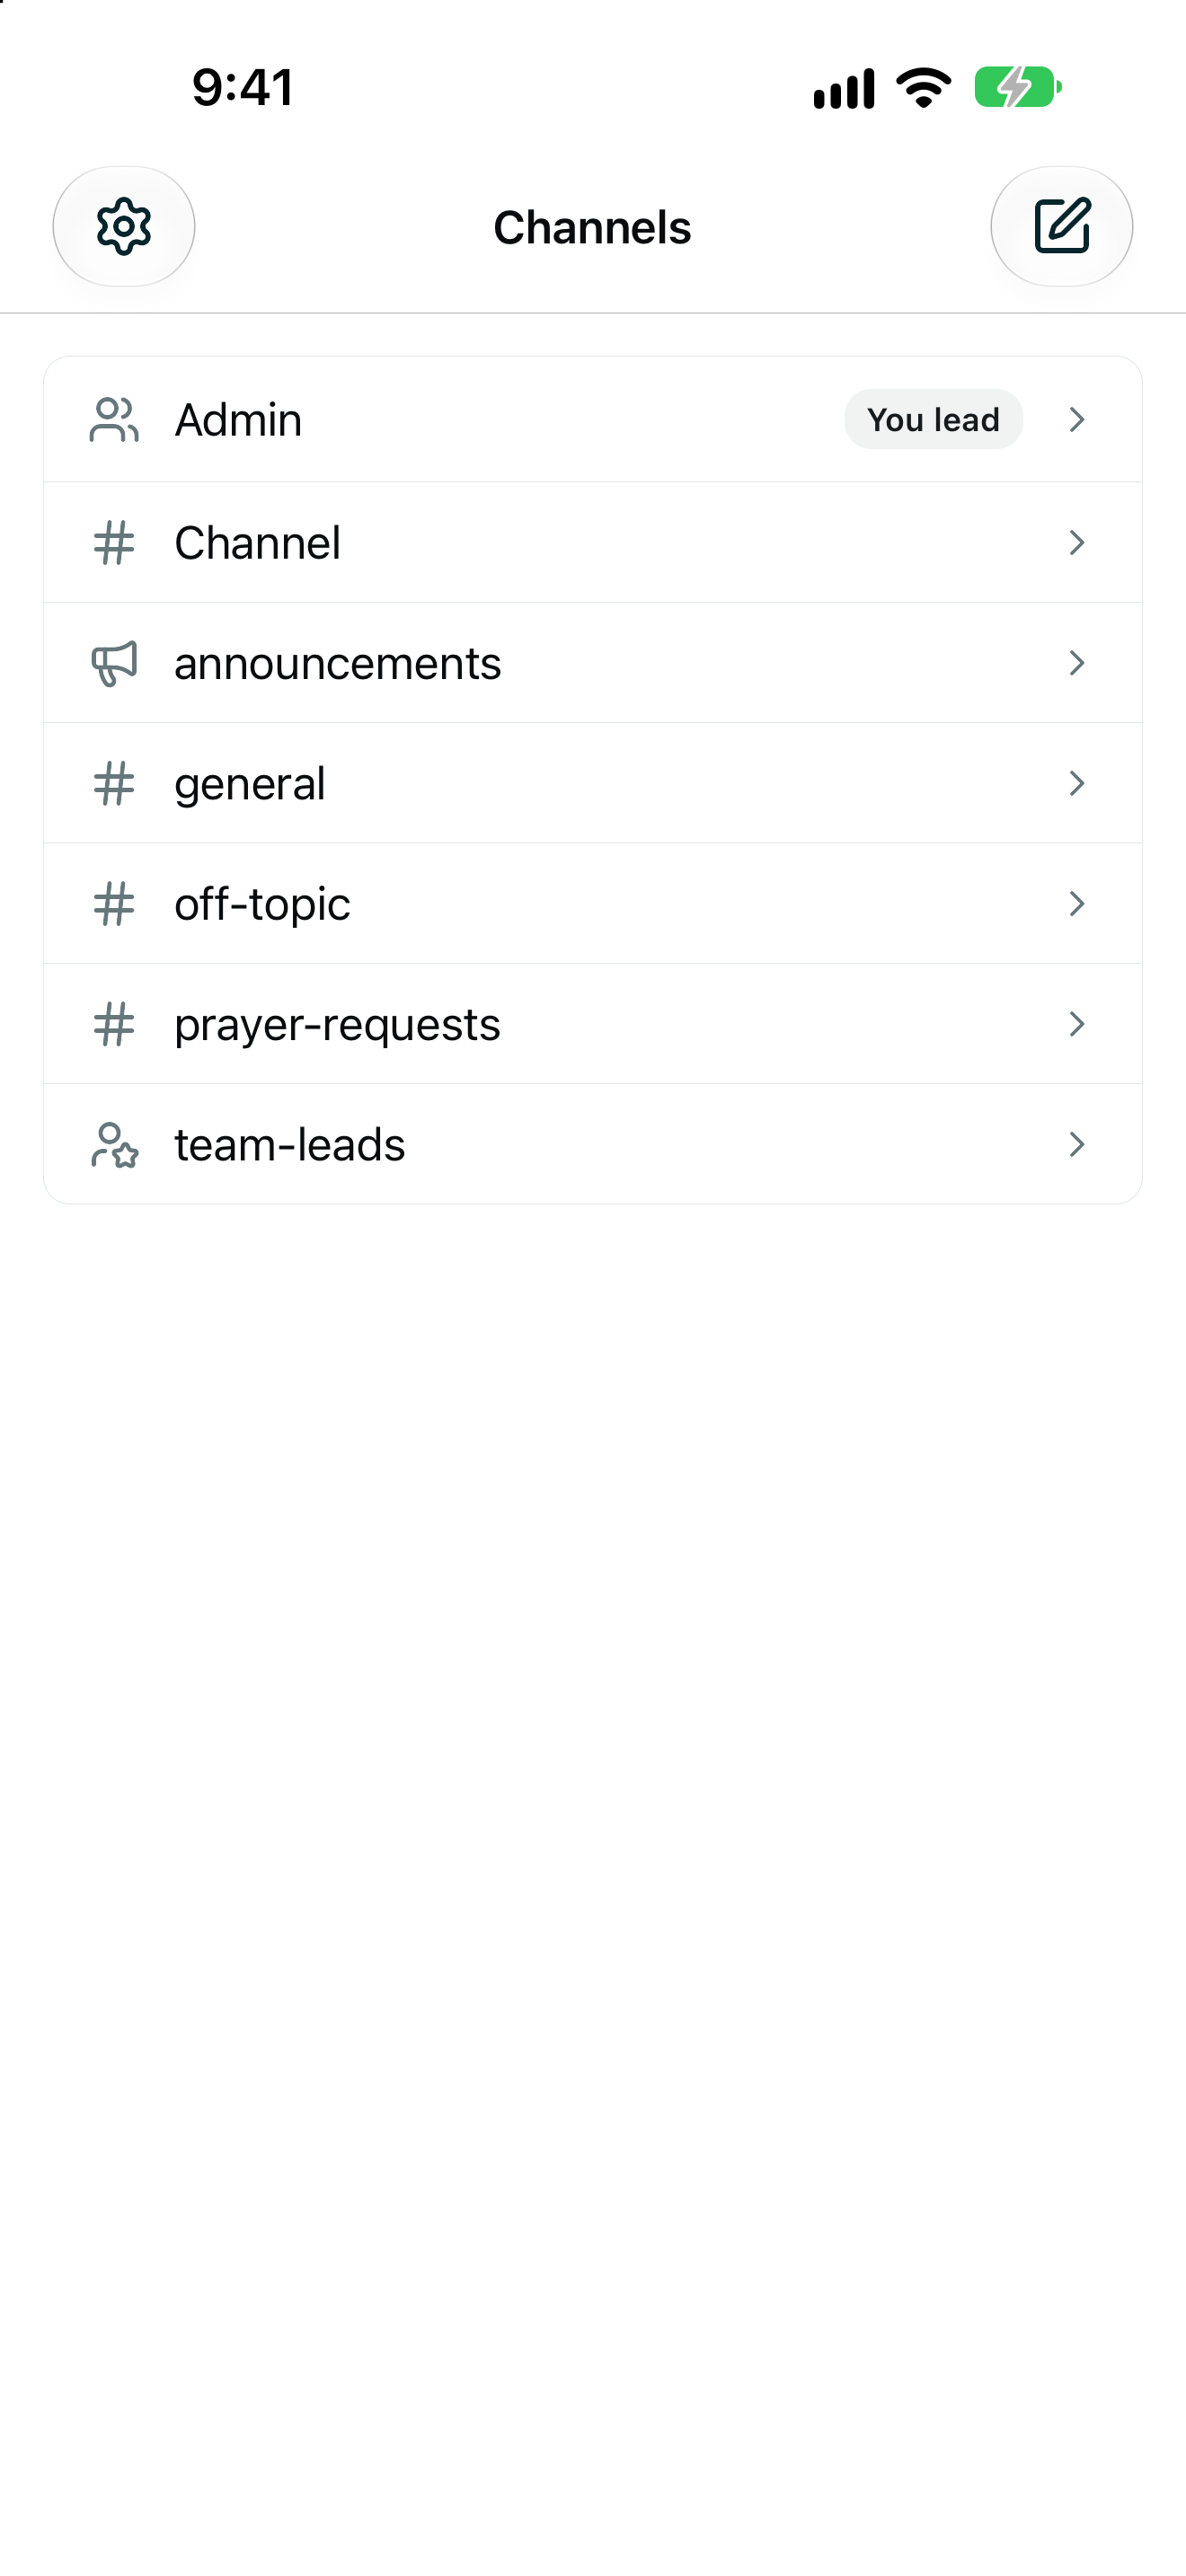 9:41
Channels
Admin You lead
Channel
announcements
general
off-topic
prayer-requests
team-leads